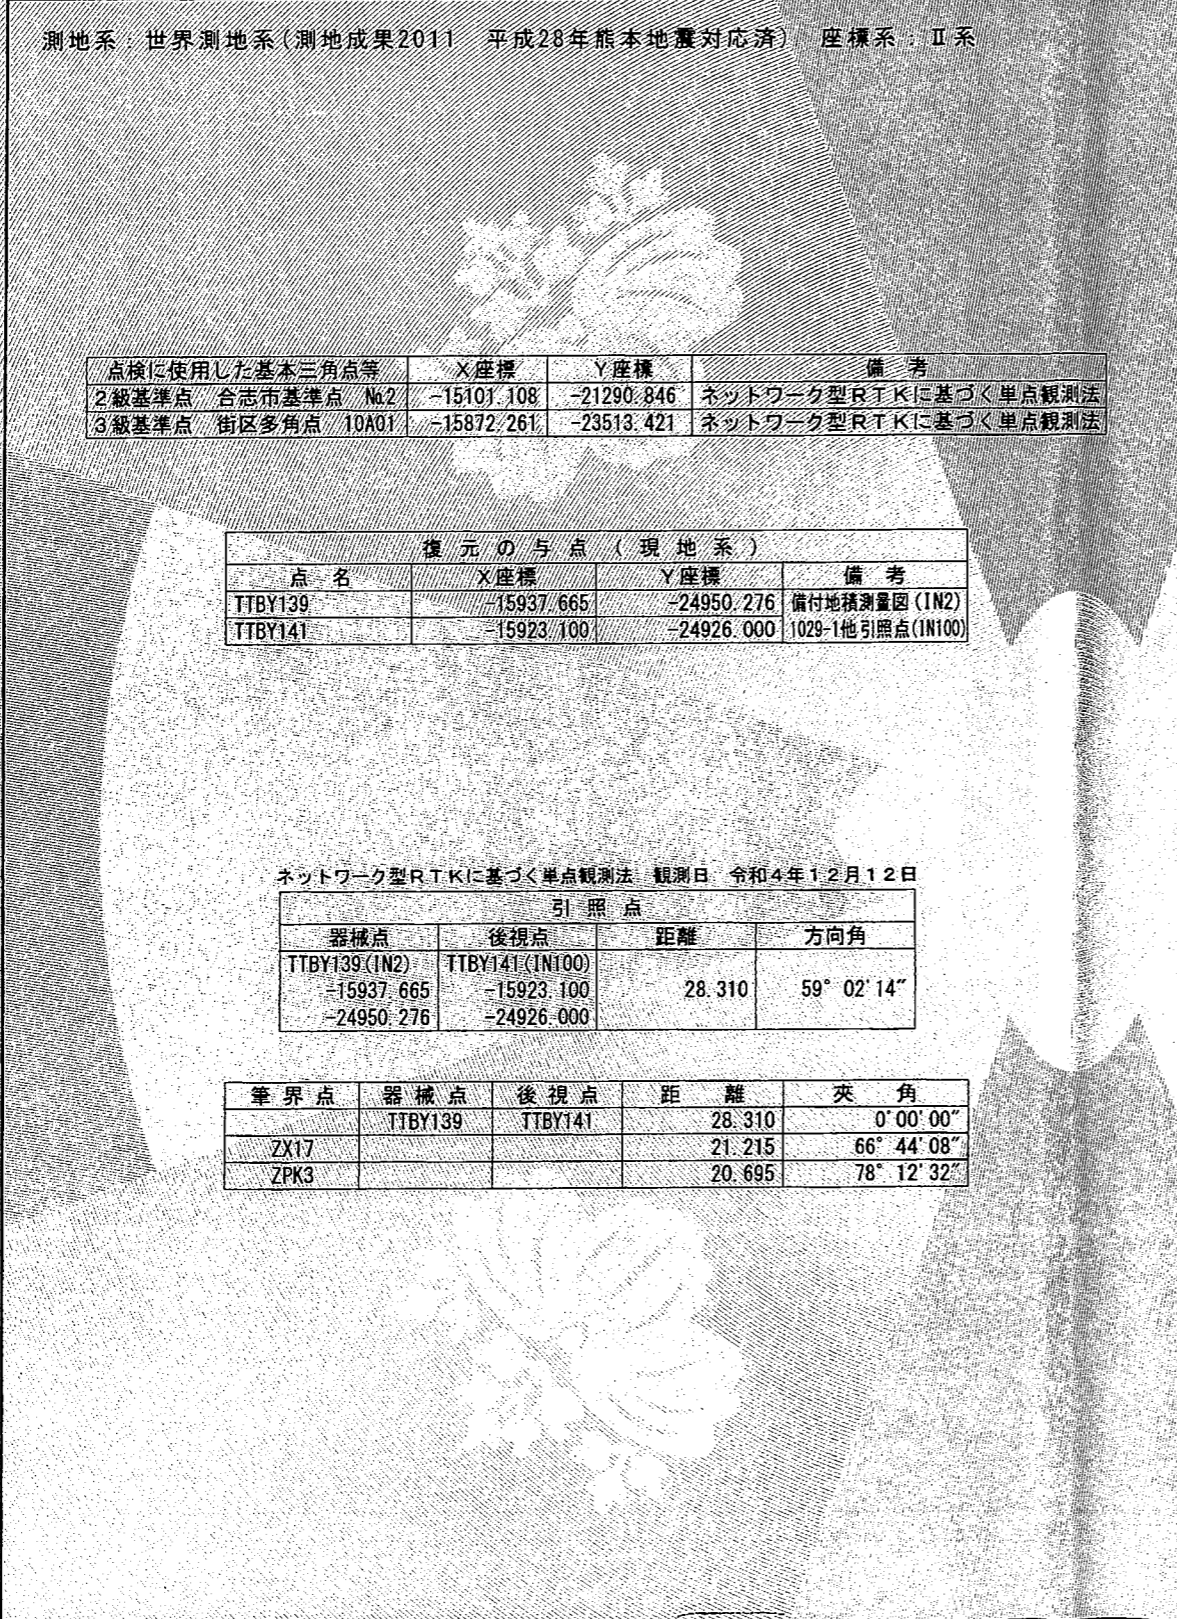 測地系：世界測地系(測地成果2011　平成28年熊本地震対応済)　座標系：Ⅱ系
点検に使用した基本三角点等　X座標　Y座標　備　考
2級基準点　合志市基準点　№2　-15101.108　-21290.846　ネットワーク型RTKに基づく単点観測法
3級基準点　街区多角点　10A01　-15872.261　-23513.421　ネットワーク型RTKに基づく単点観測法
復　元　の　与　点　(　現　地　系　)
点　名　X座標　Y座標　備　考
TTBY139　-15937.665　-24950.276　備付地積測量図(IN2)
TTBY141　-15923.100　-24926.000　1029-1他引照点(IN100)
ネットワーク型RTKに基づく単点観測法　観測日　令和4年12月12日
引　照　点
器械点　後視点　距離　方向角
TTBY139(IN2)　TTBY141(IN100)
-15937.665　-15923.100　28.310　59°02'14″
-24950.276　-24926.000
筆　界　点　器　械　点　後　視　点　距　離　夾　角
TTBY139　TTBY141　28.310　0°00'00″
ZX17　21.215　66°44'08″
ZPK3　20.695　78°12'32″